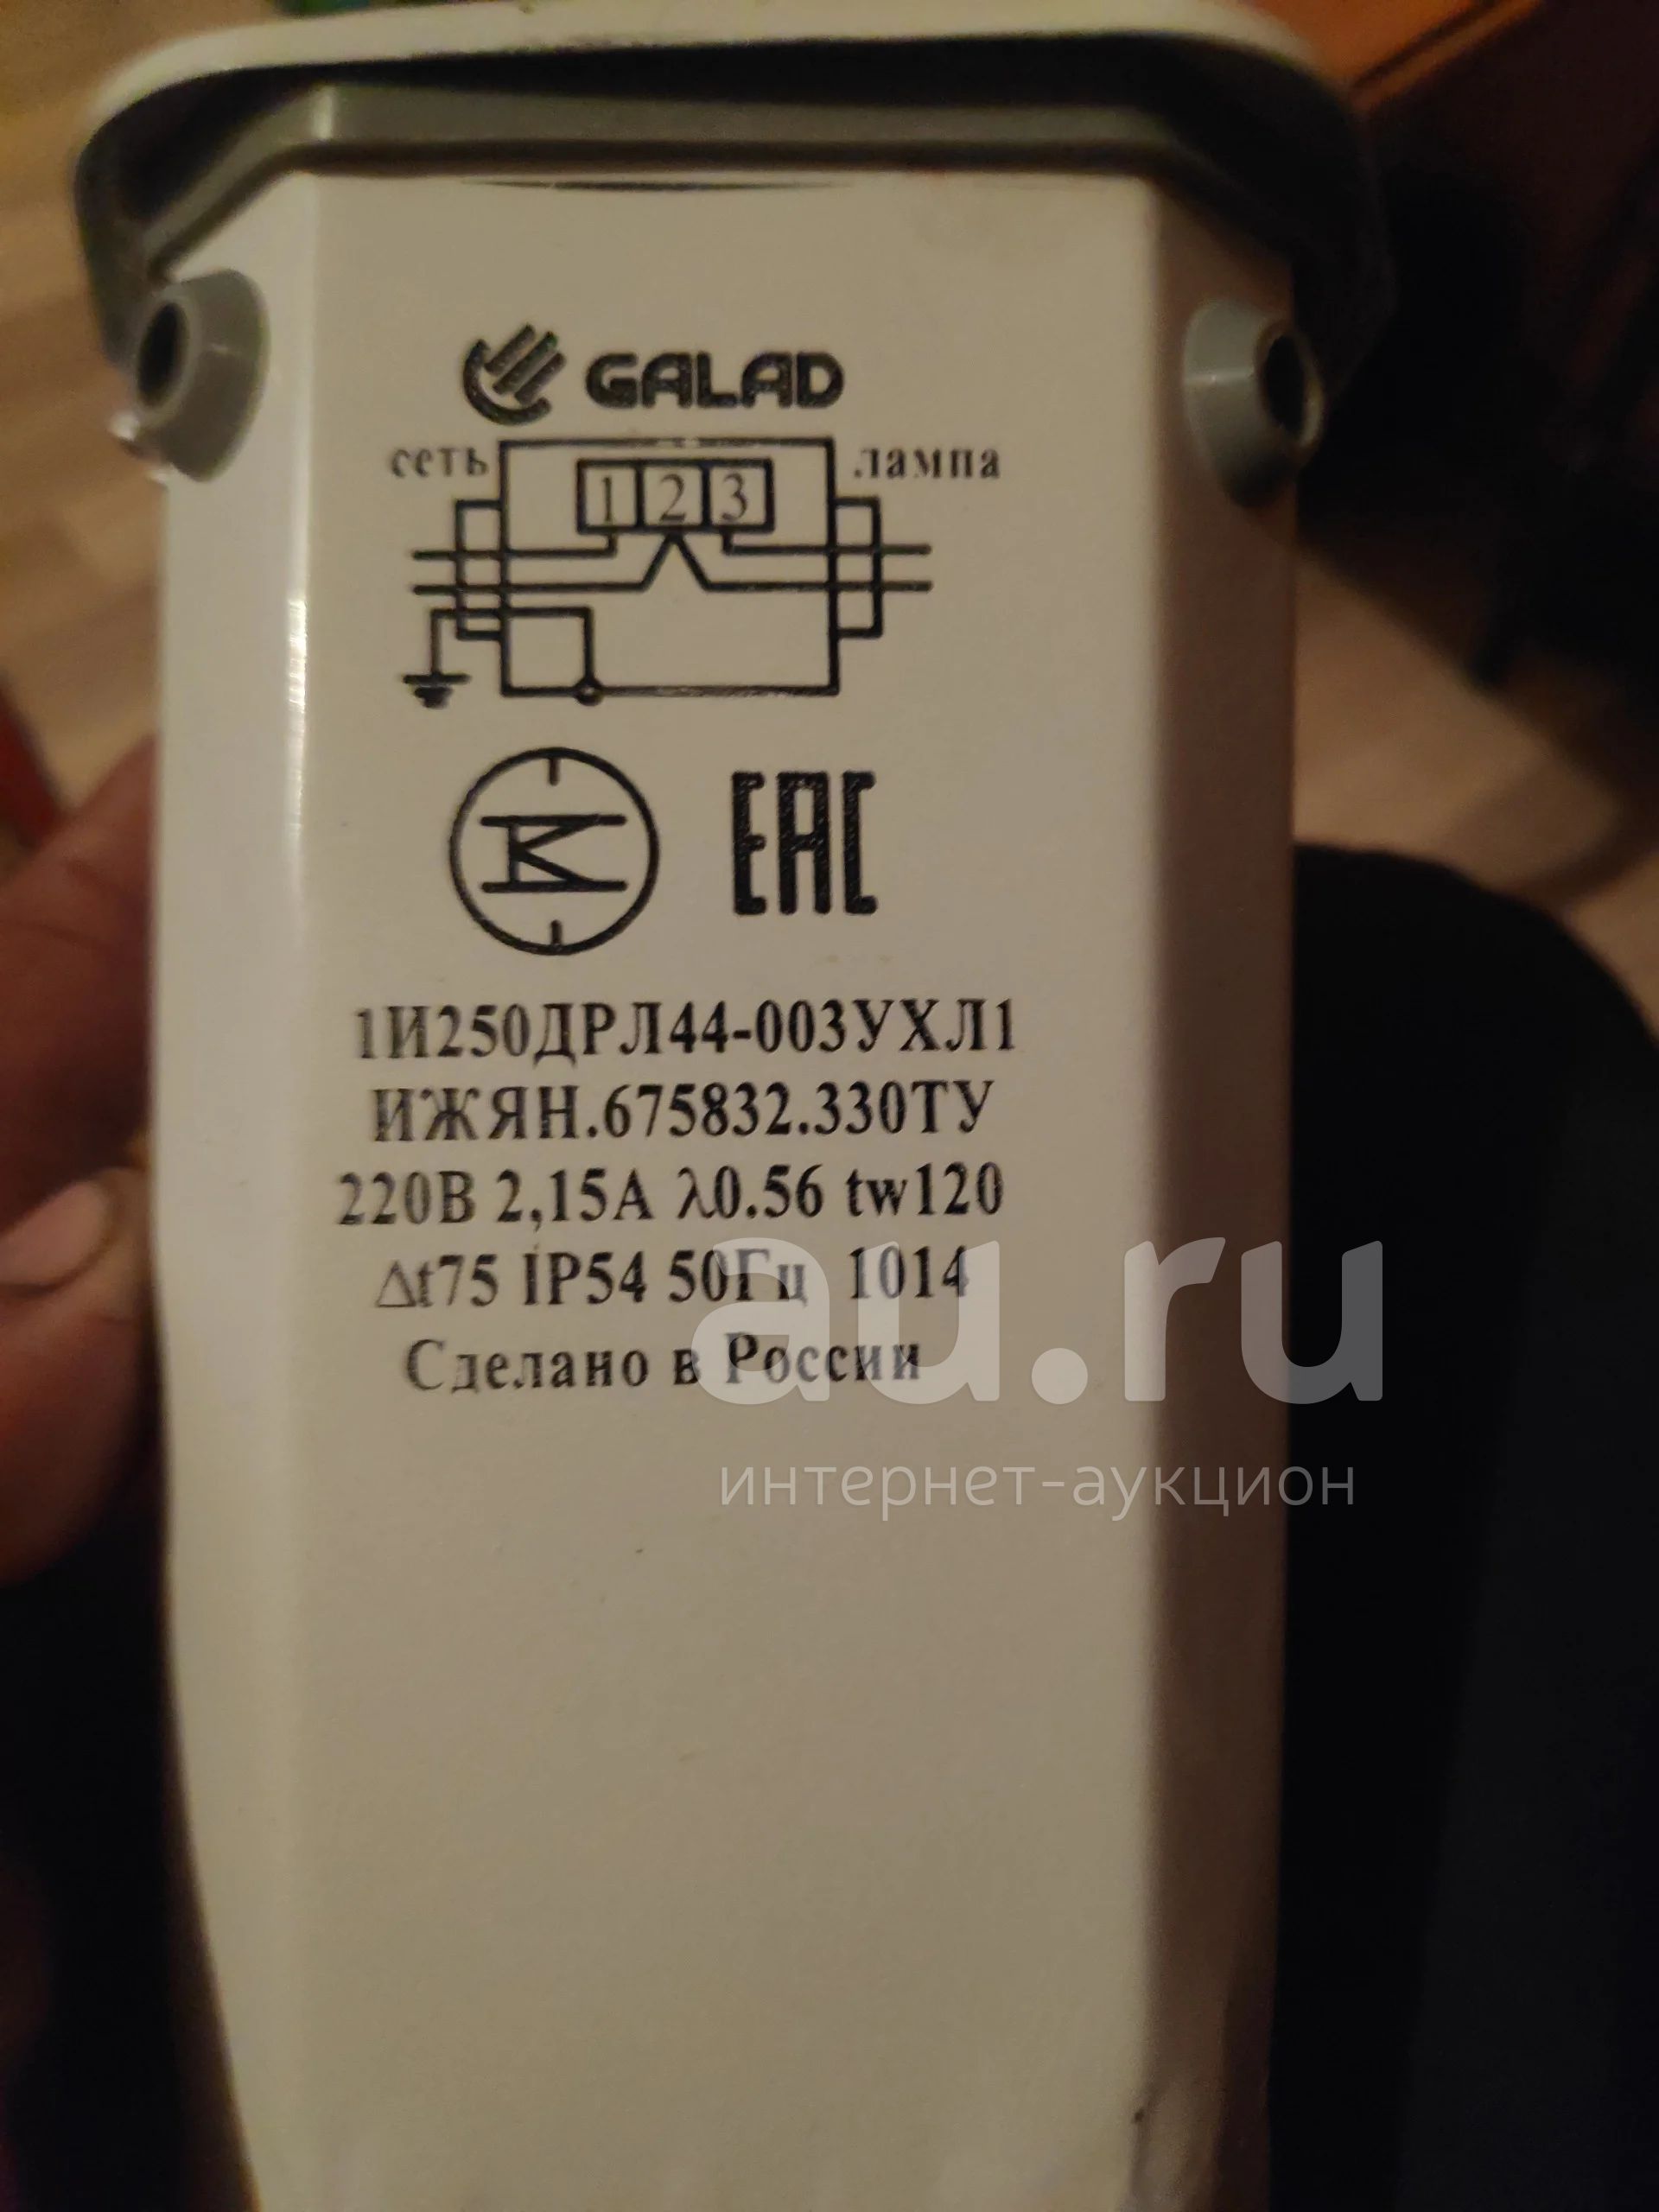 GALAD
сеть лампа
1 2 3
EAC
1И250ДРЛ44-003УХЛ1
ИЖЯН.675832.330ТУ
220В 2,15А λ0.56 tw120
Δt75 IP54 50Гц 1014
Сделано в России
au.ru
интернет-аукцион